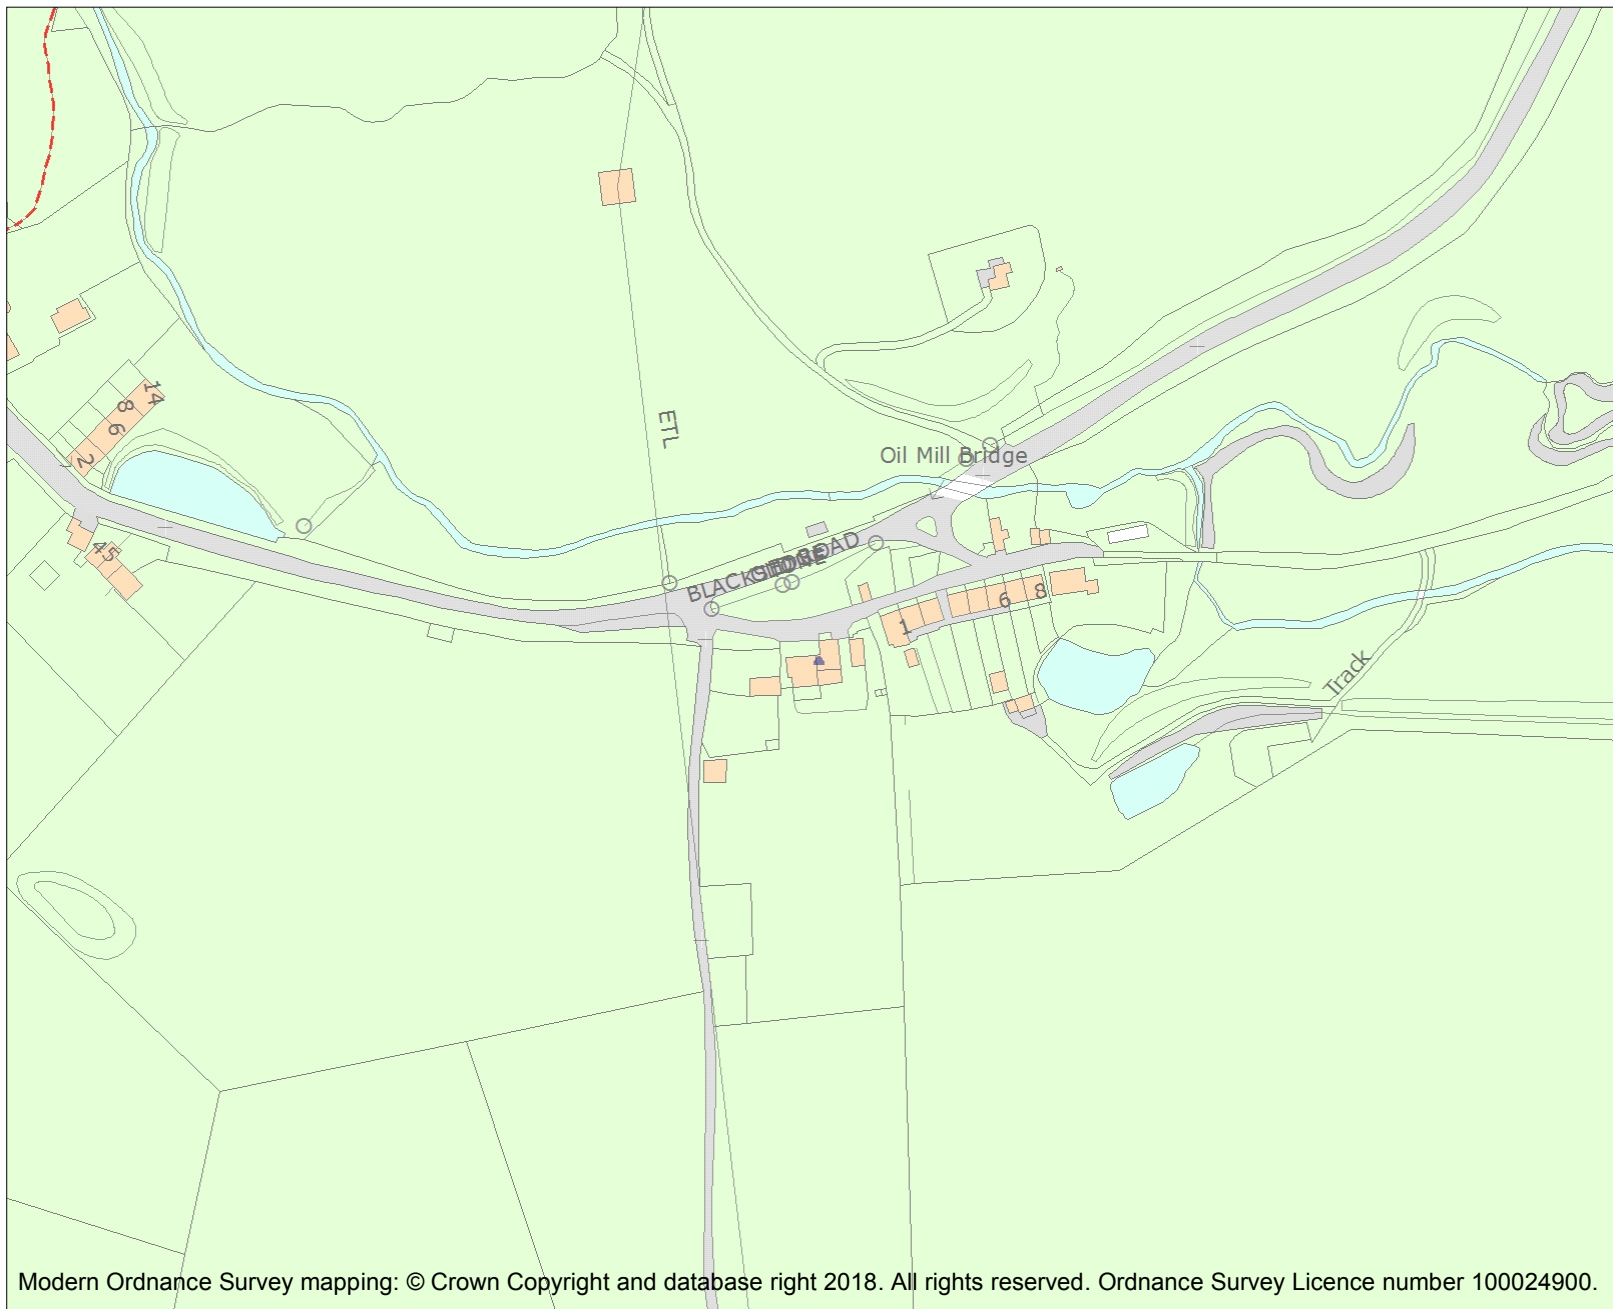 14
8
6
2
ETL
Oil Mill Bridge
45
BLACKSTONE
ROAD
6
8
1
Track
Modern Ordnance Survey mapping: © Crown Copyright and database right 2018. All rights reserved. Ordnance Survey Licence number 100024900.